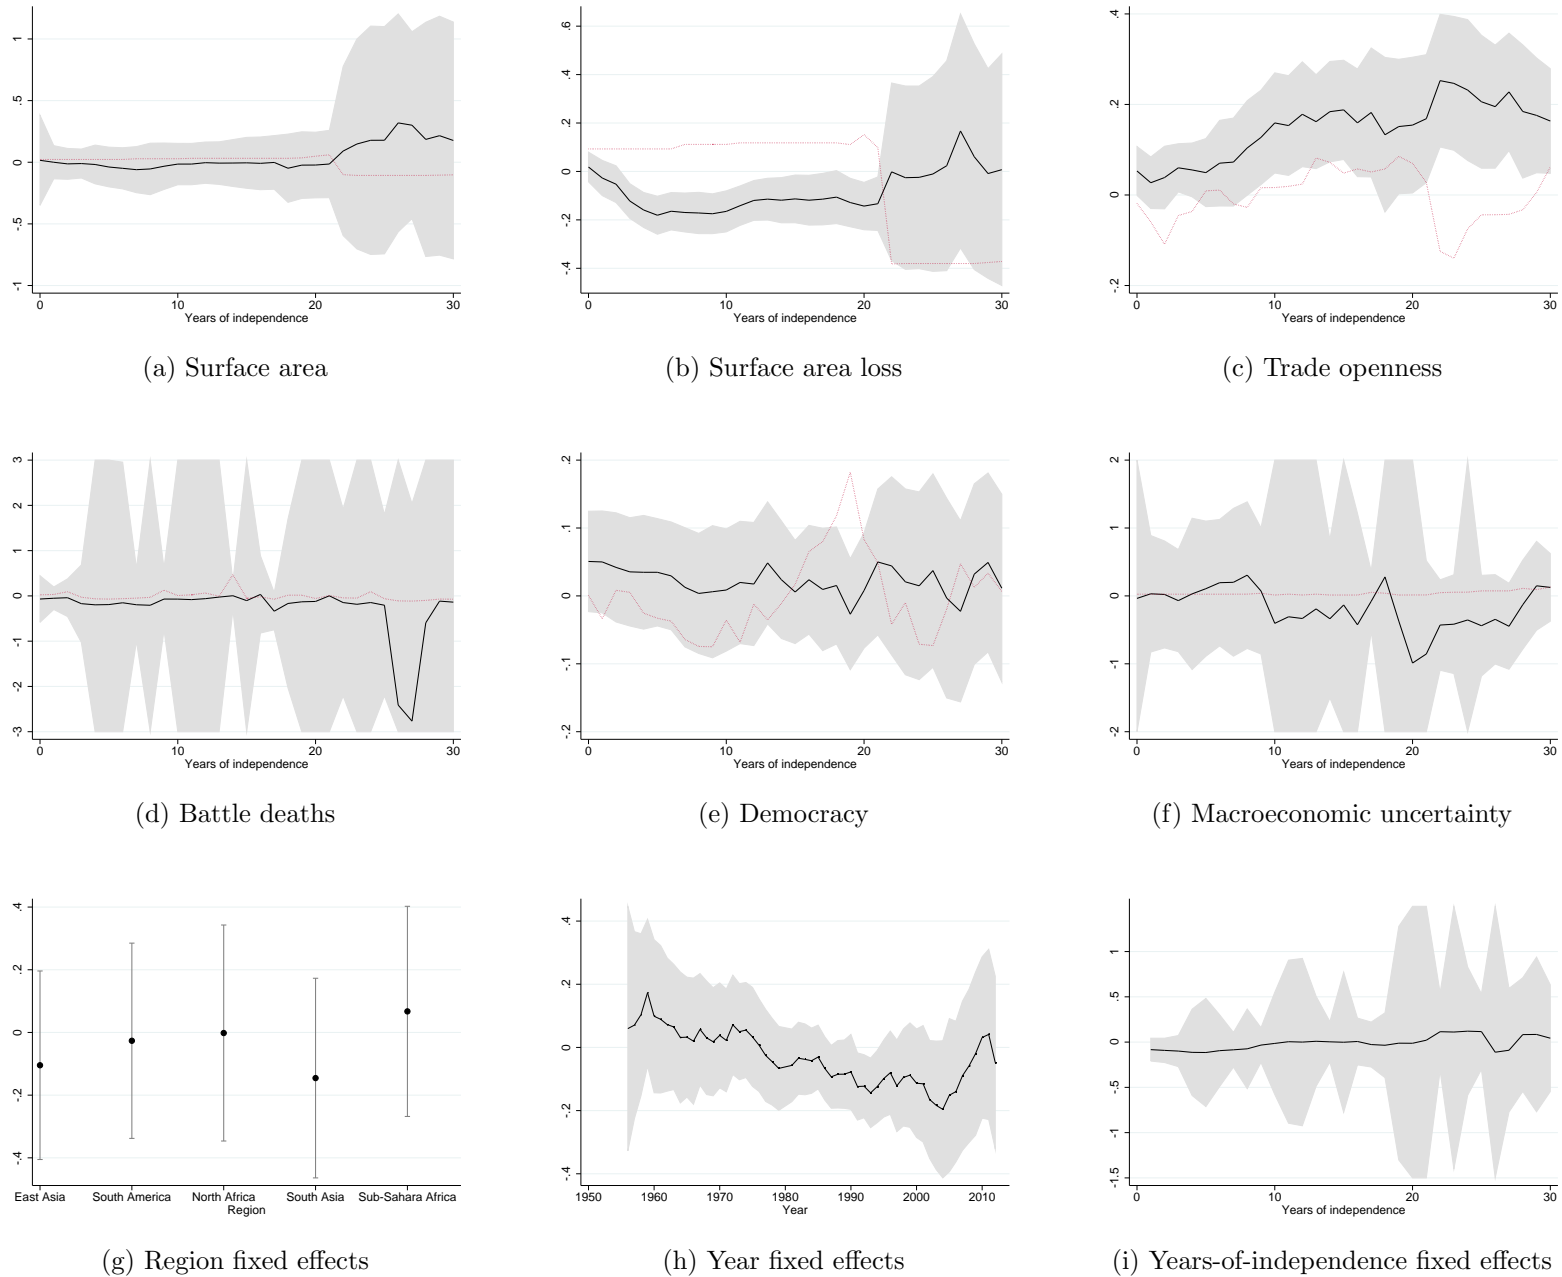 1
.5
0
-.5
-1
0 10 20 30
Years of independence
(a) Surface area
.6
.4
.2
0
-.2
-.4
0 10 20 30
Years of independence
(b) Surface area loss
.4
.2
0
-.2
0 10 20 30
Years of independence
(c) Trade openness
3
2
1
0
-1
-2
-3
0 10 20 30
Years of independence
(d) Battle deaths
.2
.1
0
-.1
-.2
0 10 20 30
Years of independence
(e) Democracy
2
1
0
-1
-2
0 10 20 30
Years of independence
(f) Macroeconomic uncertainty
.4
.2
0
-.2
-.4
East Asia South America North Africa South Asia Sub-Sahara Africa
Region
(g) Region fixed effects
.4
.2
0
-.2
-.4
1950 1960 1970 1980 1990 2000 2010
Year
(h) Year fixed effects
1
.5
0
-.5
-1
-1.5
0 10 20 30
Years of independence
(i) Years-of-independence fixed effects